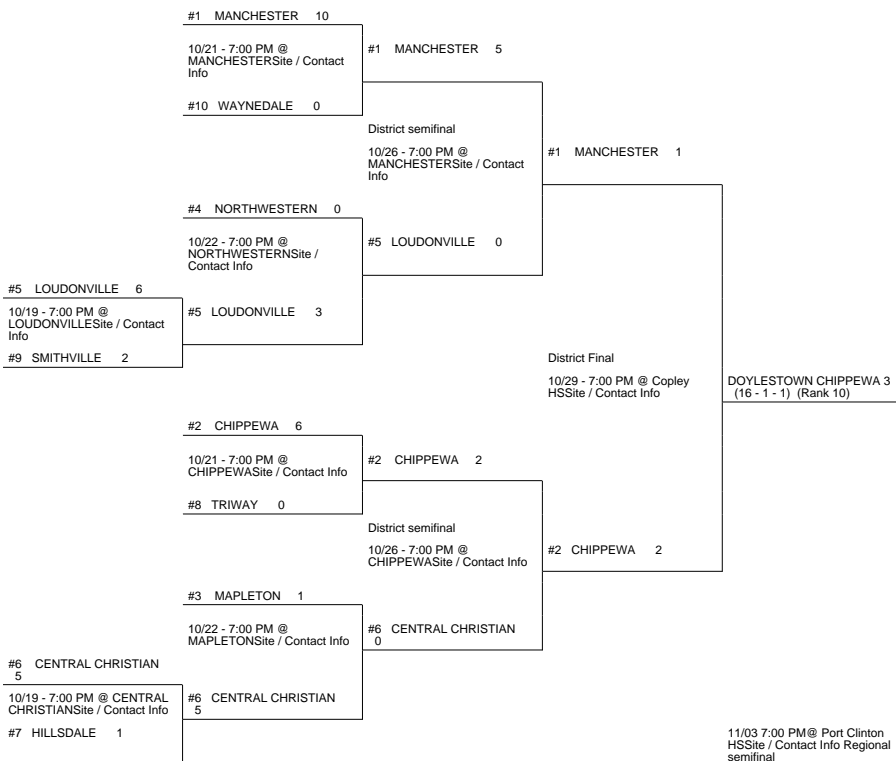 #1 MANCHESTER 10
10/21 - 7:00 PM @
MANCHESTERSite / Contact
Info
#10 WAYNEDALE 0
#1 MANCHESTER 5
District semifinal
10/26 - 7:00 PM @
MANCHESTERSite / Contact
Info
#1 MANCHESTER 1
#4 NORTHWESTERN 0
10/22 - 7:00 PM @
NORTHWESTERNSite /
Contact Info
#5 LOUDONVILLE 0
#5 LOUDONVILLE 6
10/19 - 7:00 PM @
LOUDONVILLESite / Contact
Info
#9 SMITHVILLE 2
#5 LOUDONVILLE 3
District Final
10/29 - 7:00 PM @ Copley
HSSite / Contact Info
DOYLESTOWN CHIPPEWA 3
(16 - 1 - 1) (Rank 10)
#2 CHIPPEWA 6
10/21 - 7:00 PM @
CHIPPEWASite / Contact Info
#8 TRIWAY 0
#2 CHIPPEWA 2
District semifinal
10/26 - 7:00 PM @
CHIPPEWASite / Contact Info
#2 CHIPPEWA 2
#3 MAPLETON 1
10/22 - 7:00 PM @
MAPLETONSite / Contact Info
#6 CENTRAL CHRISTIAN
0
#6 CENTRAL CHRISTIAN
5
10/19 - 7:00 PM @ CENTRAL
CHRISTIANSite / Contact Info
#7 HILLSDALE 1
#6 CENTRAL CHRISTIAN
5
11/03 7:00 PM@ Port Clinton
HSSite / Contact Info Regional
semifinal